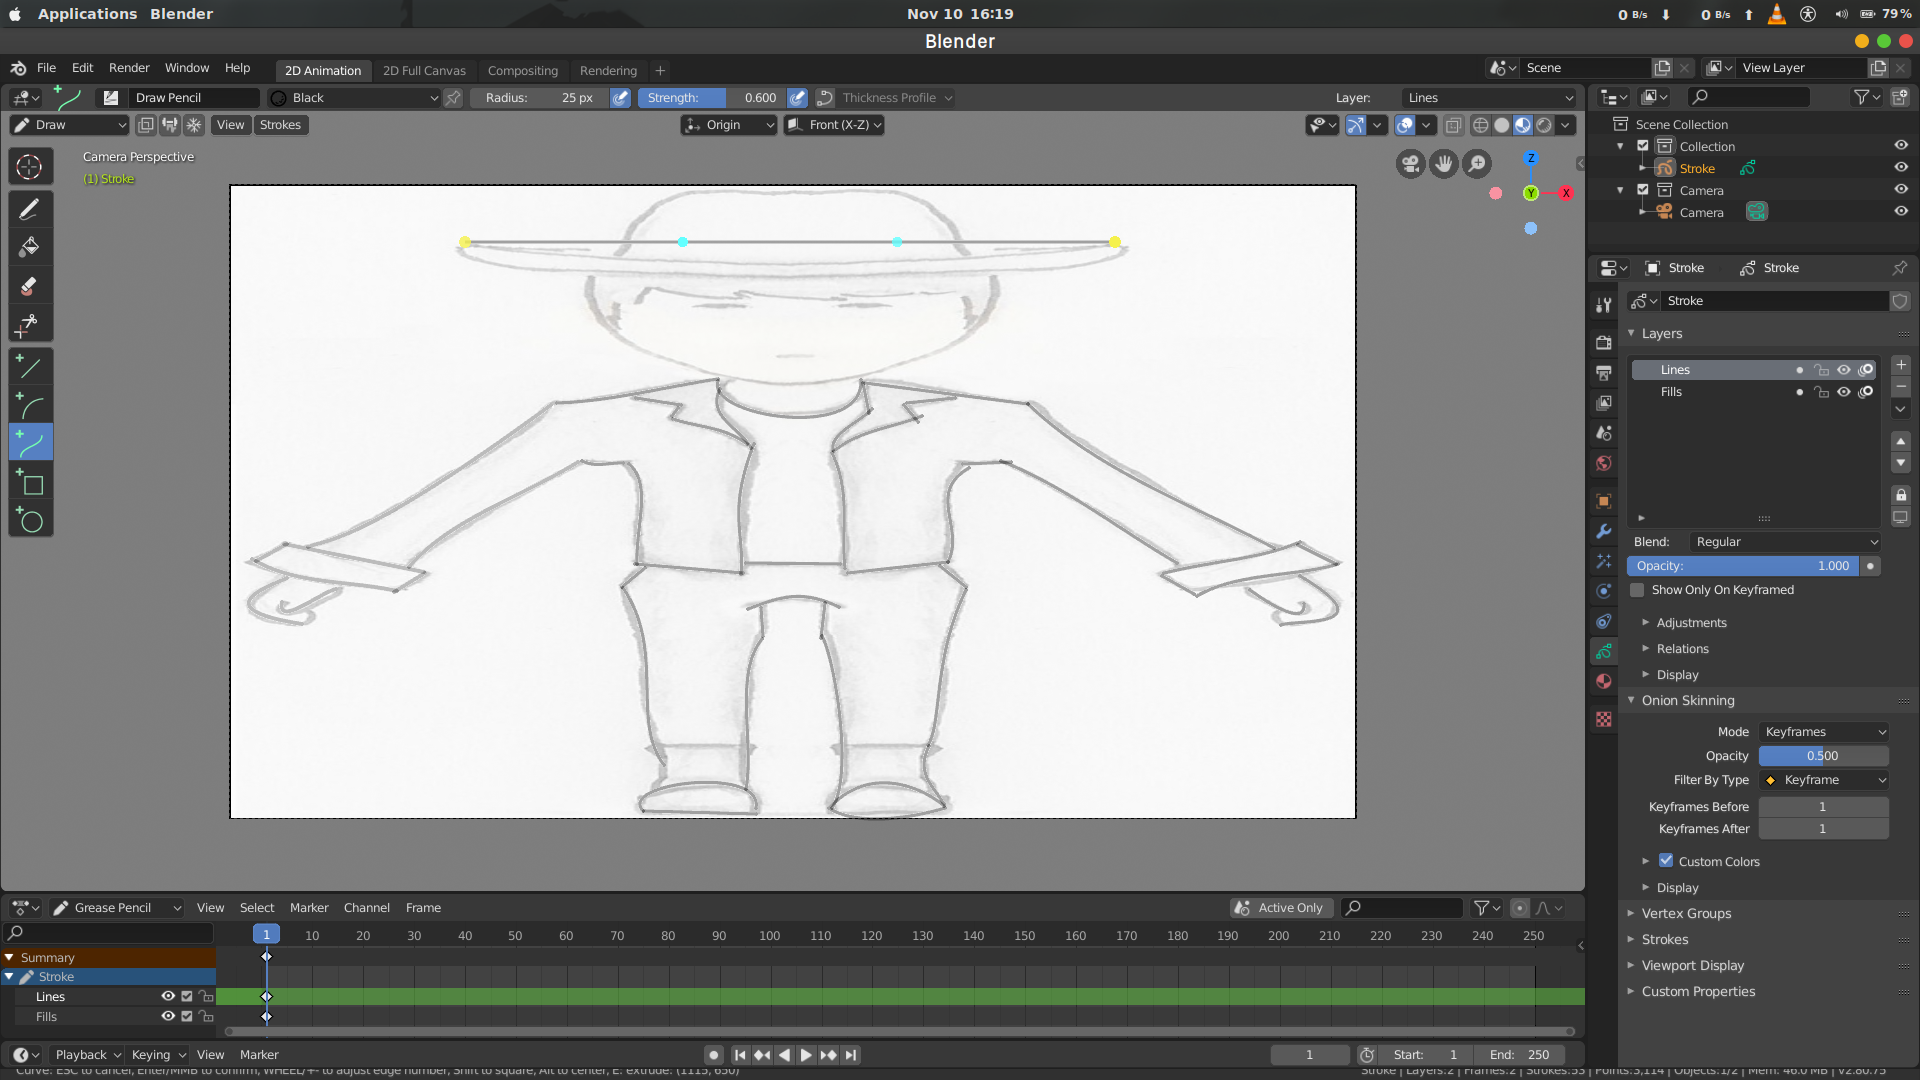 Applications Blender Nov 10 16:19 0 B/s 0 B/s 79%
Blender
File Edit Render Window Help 2D Animation 2D Full Canvas Compositing Rendering + Scene View Layer
Draw Pencil Black Radius: 25 px Strength: 0.600 Thickness Profile Layer: Lines
Draw View Strokes Origin Front (X-Z)
Scene Collection
Collection
Stroke
Camera
Camera
Camera Perspective
(1) Stroke
Z
Y
X
Stroke Stroke
Stroke
Layers
Lines
Fills
Blend: Regular
Opacity: 1.000
Show Only On Keyframed
Adjustments
Relations
Display
Onion Skinning
Mode Keyframes
Opacity 0.500
Filter By Type Keyframe
Keyframes Before 1
Keyframes After 1
Custom Colors
Display
Vertex Groups
Strokes
Viewport Display
Custom Properties
Grease Pencil View Select Marker Channel Frame Active Only
1 10 20 30 40 50 60 70 80 90 100 110 120 130 140 150 160 170 180 190 200 210 220 230 240 250
Summary
Stroke
Lines
Fills
Playback Keying View Marker 1 Start: 1 End: 250
Curve: ESC to cancel, Enter/MMB to confirm, WHEEL/+- to adjust edge number, Shift to square, Alt to center, E: extrude: (1115, 650) Stroke | Layers:2 | Frames:2 | Strokes:53 | Points:3,114 | Objects:1/2 | Mem: 46.0 MB | v2.80.75